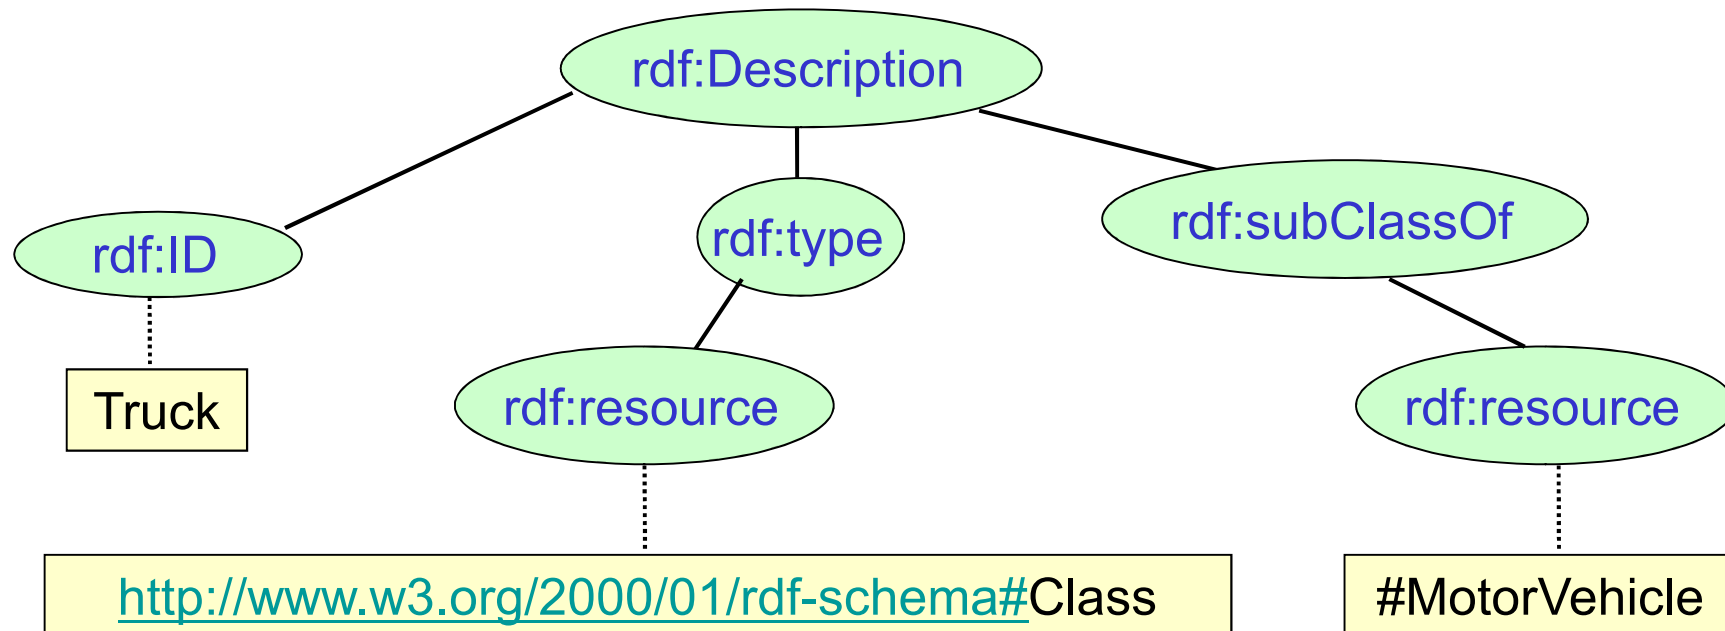 rdf:Description
rdf:ID
rdf:type
rdf:subClassOf
Truck
rdf:resource
rdf:resource
http://www.w3.org/2000/01/rdf-schema#Class
#MotorVehicle